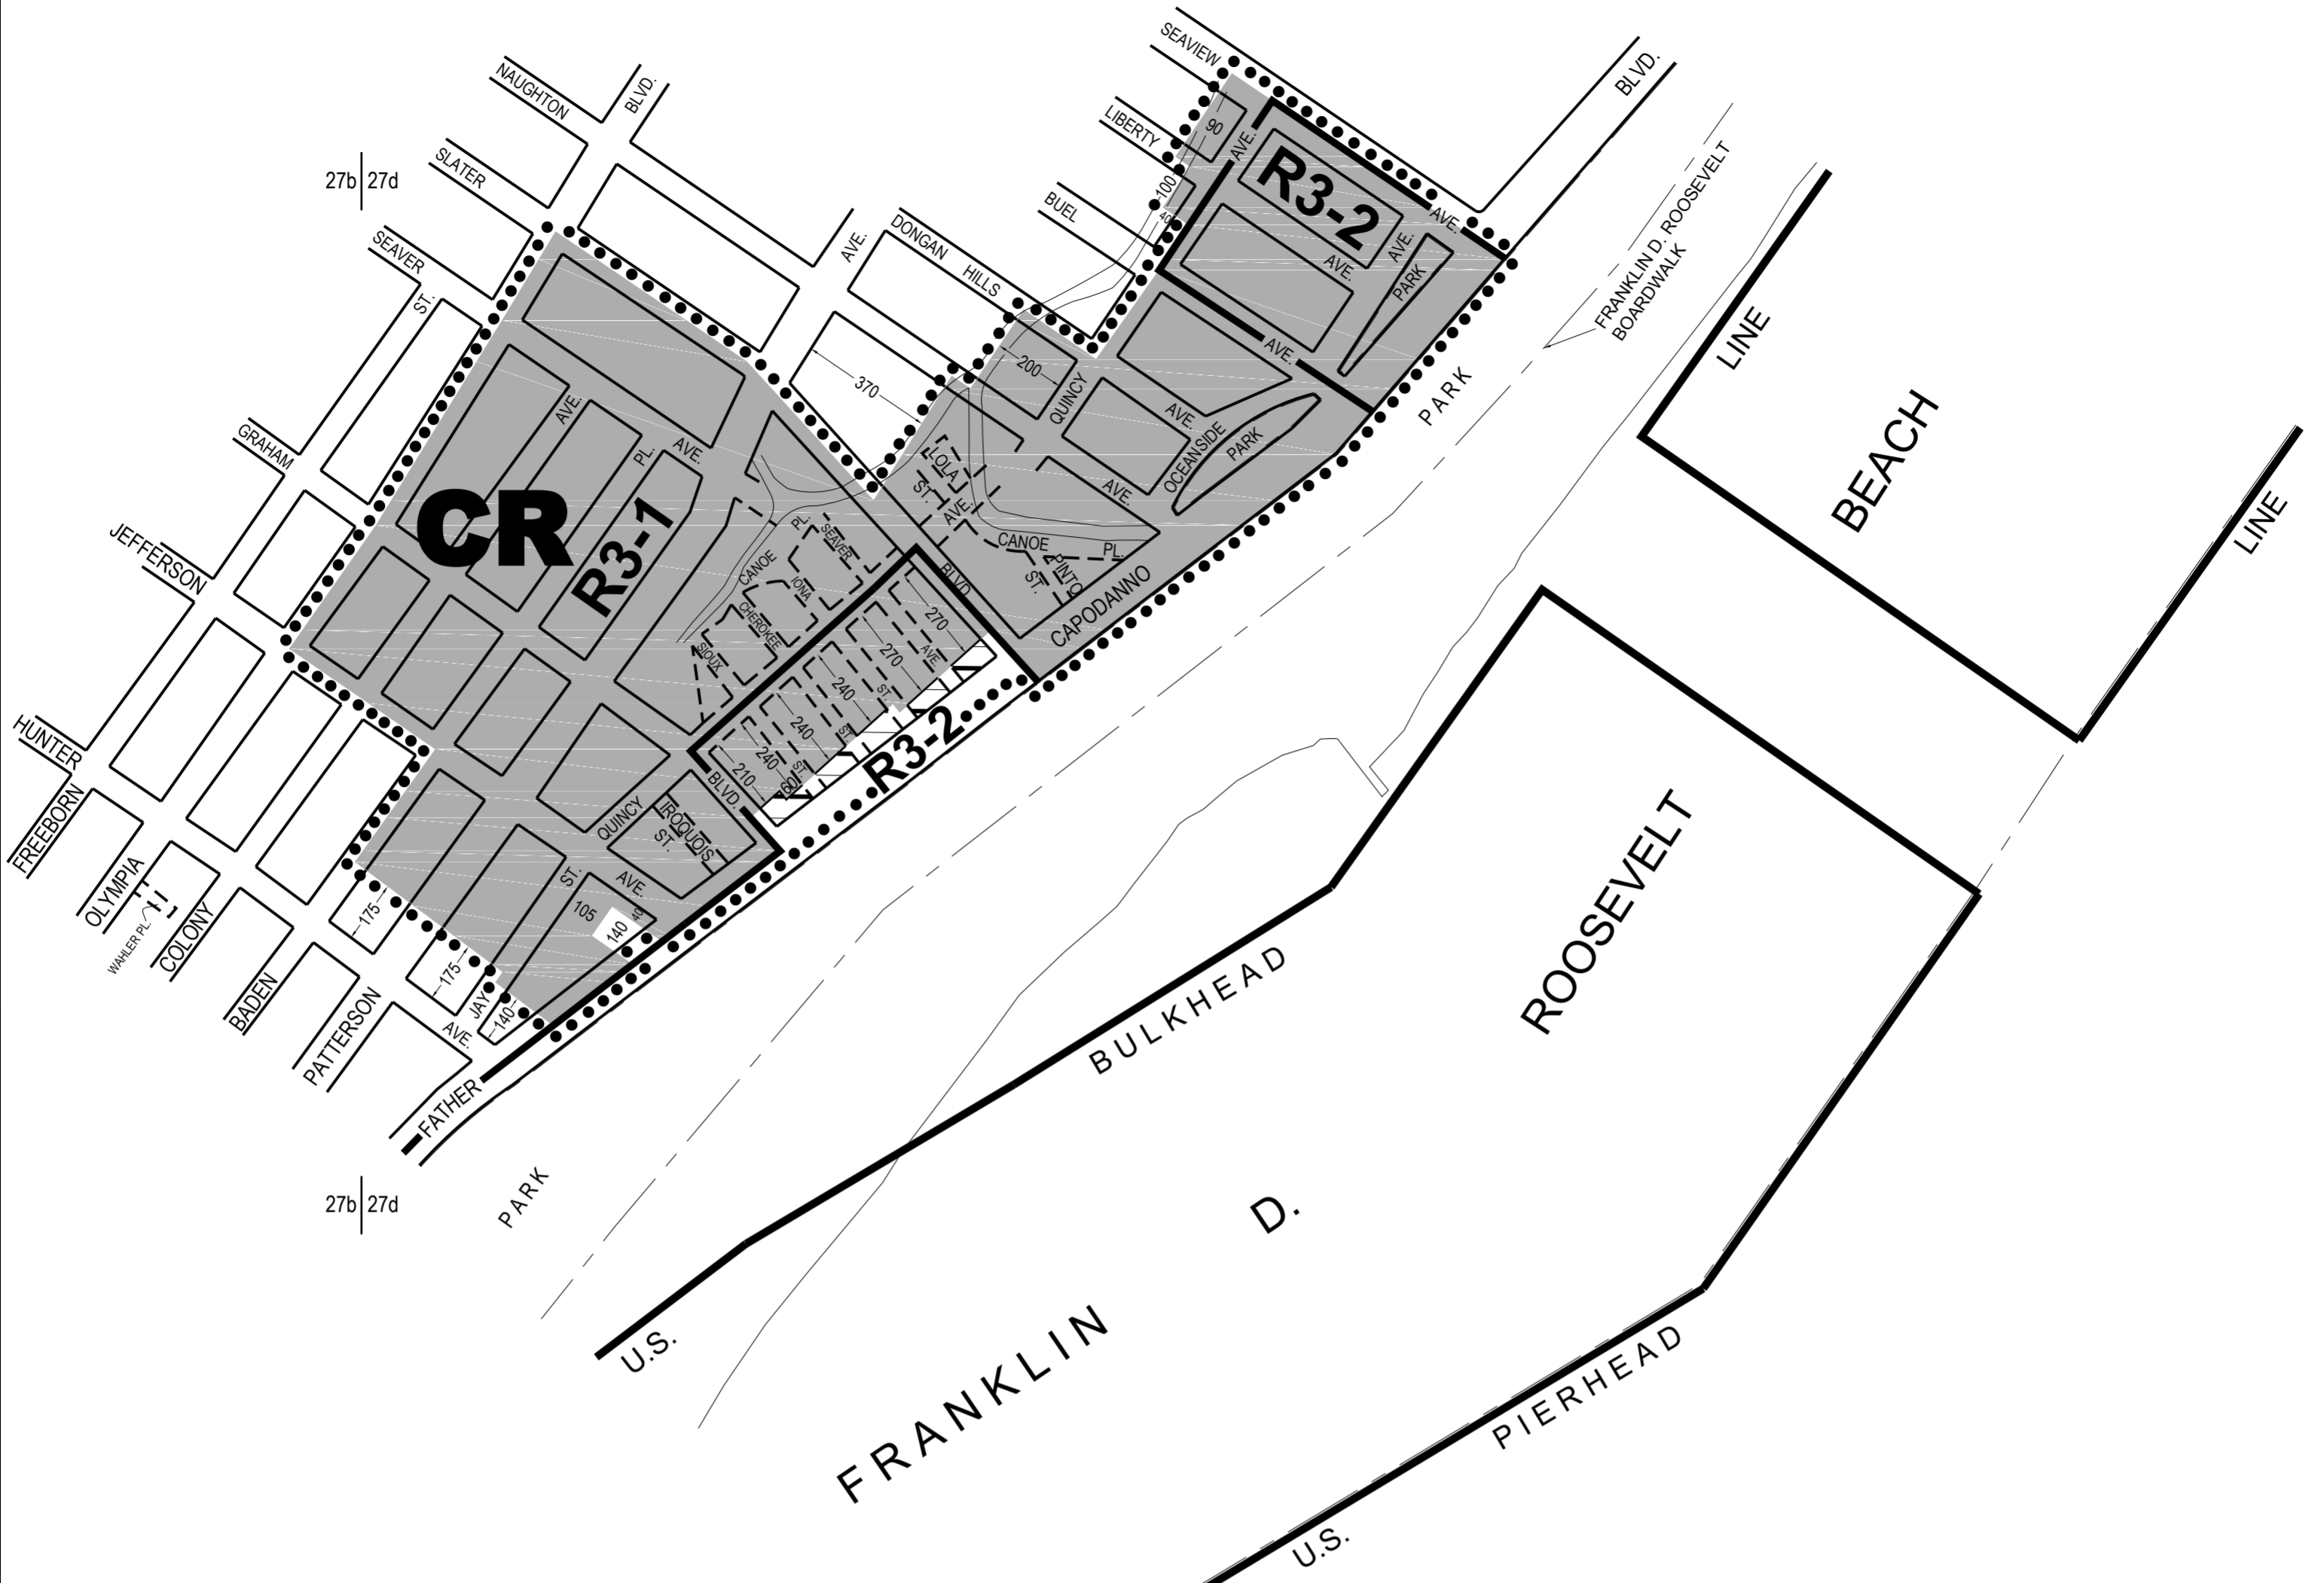 SEAVIEW
BLVD.
NAUGHTON
BLVD.
90
LIBERTY
AVE.
SLATER
27b 27d
R3-2
FRANKLIN D. ROOSEVELT
BOARDWALK
100
40
BUEL
AVE.
SEAVER
AVE.
DONGAN HILLS
AVE.
AVE.
PARK
ST.
LINE
AVE.
200
370
QUINCY
PARK
BEACH
AVE.
AVE.
GRAHAM
PL.
AVE.
OCEANSIDE
PARK
LOLA
ST.
AVE.
AVE.
CR
R3-1
LINE
JEFFERSON
PL.
SEAVER
CANOE
PL.
CANOE
IONA
PINTO
ST.
BLVD.
CHEROKEE
SIOUX
CAPODANNO
270
AVE
270
240
ST.
240
ST.
240
ST.
210
60
R3-2
HUNTER
BLVD.
FREEBORN
QUINCY
IROQUOIS
ST.
ROOSEVELT
OLYMPIA
WAHLER PL.
COLONY
ST.
AVE.
105
140
40
175
175
BADEN
JAY
140
AVE.
PATTERSON
BULKHEAD
FATHER
27b 27d
PARK
D.
U.S.
FRANKLIN
PIERHEAD
U.S.